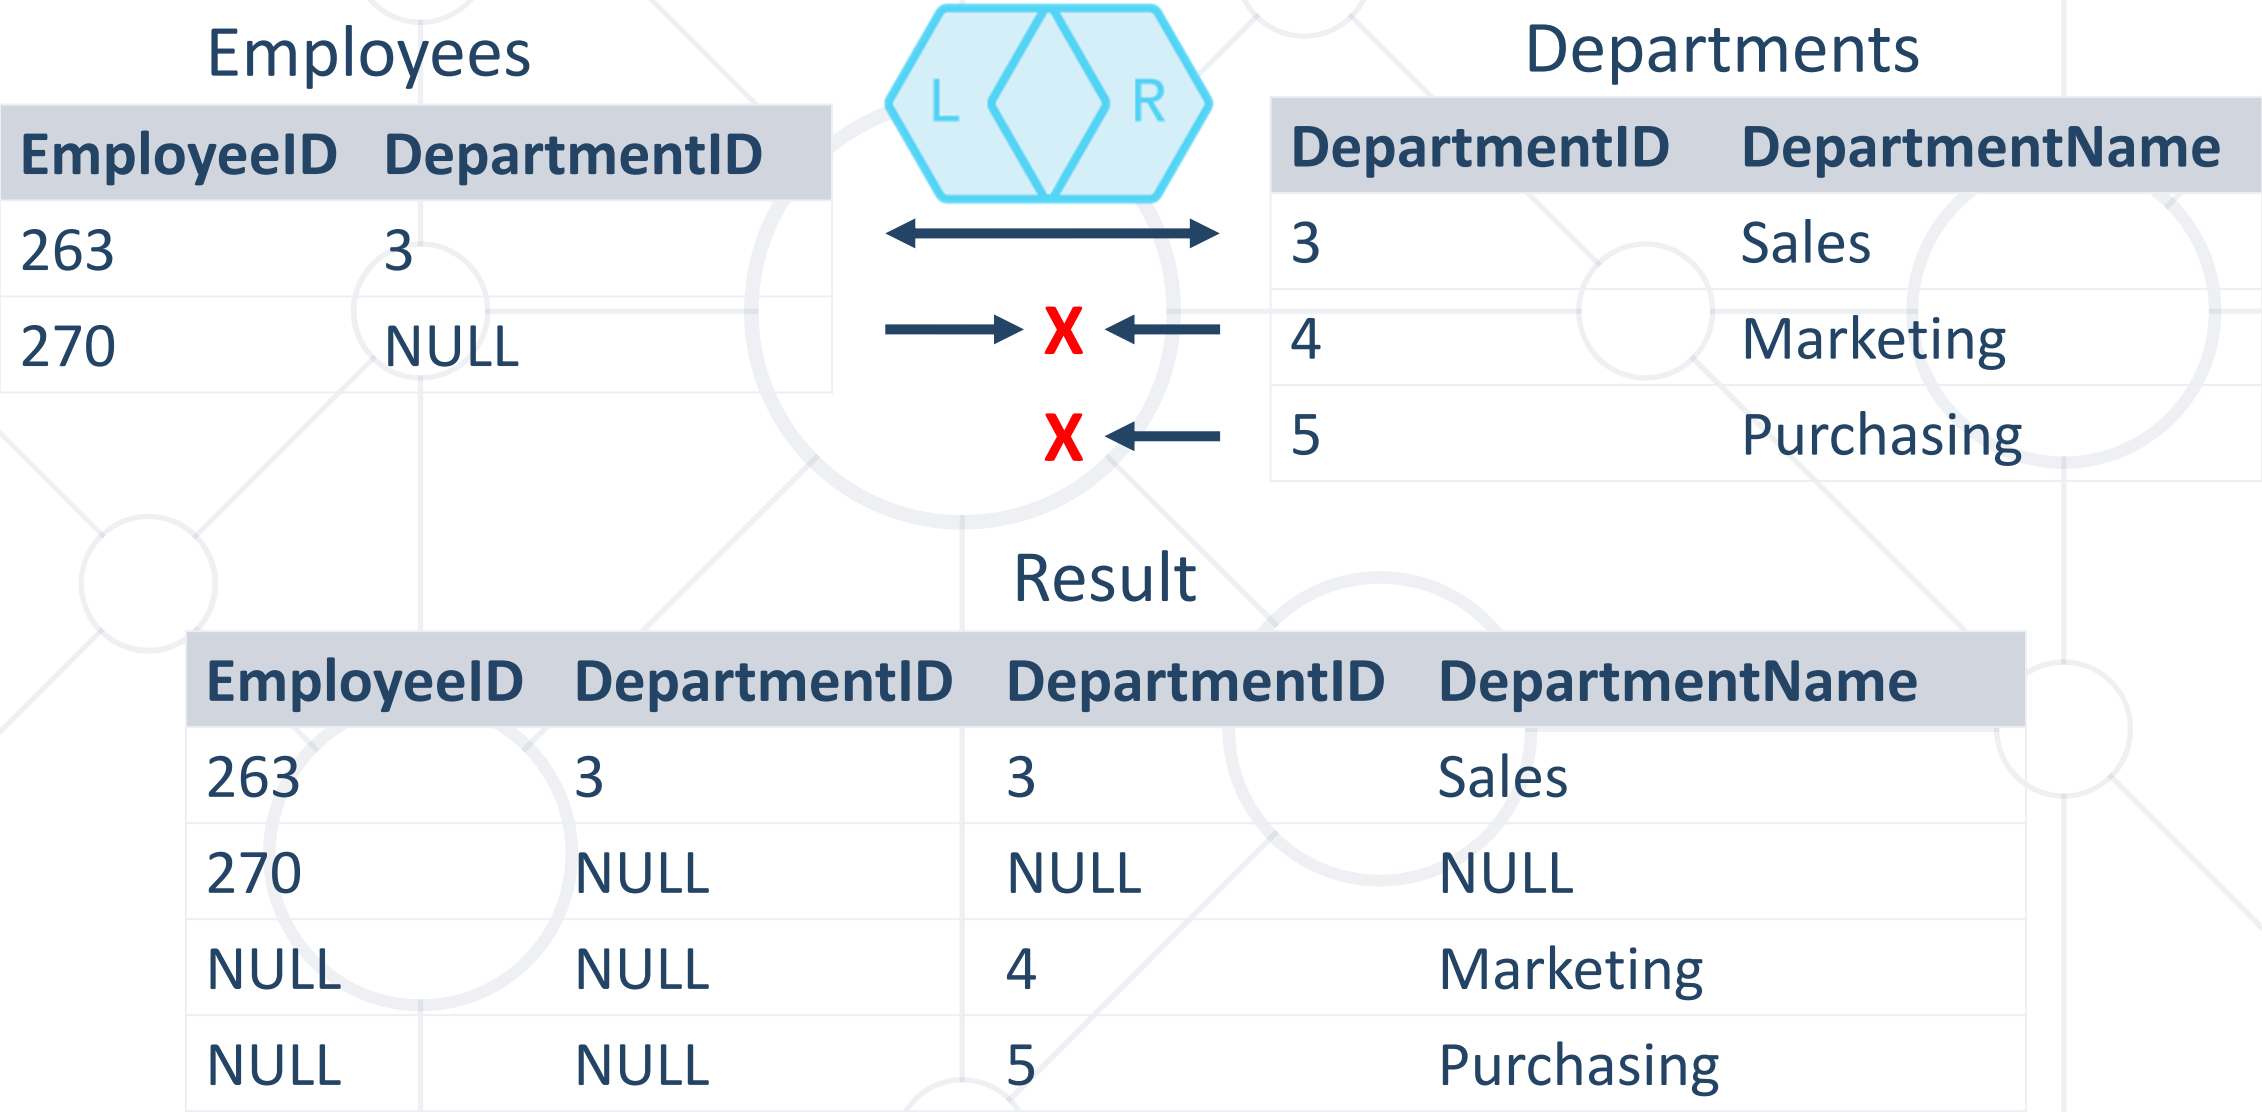 Employees
EmployeeID DepartmentID
263 3
270 NULL
L R
X
X
Departments
DepartmentID DepartmentName
3 Sales
4 Marketing
5 Purchasing
Result
EmployeeID DepartmentID DepartmentID DepartmentName
263 3 3 Sales
270 NULL NULL NULL
NULL NULL 4 Marketing
NULL NULL 5 Purchasing